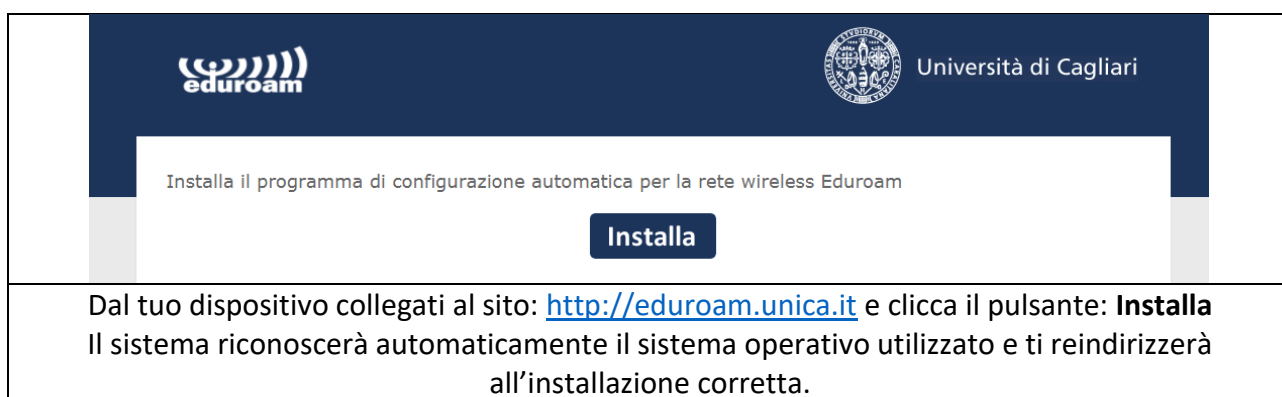 eduroam
Università di Cagliari
Installa il programma di configurazione automatica per la rete wireless Eduroam
Installa
Dal tuo dispositivo collegati al sito: http://eduroam.unica.it e clicca il pulsante: Installa
Il sistema riconoscerà automaticamente il sistema operativo utilizzato e ti reindirizzerà
all’installazione corretta.